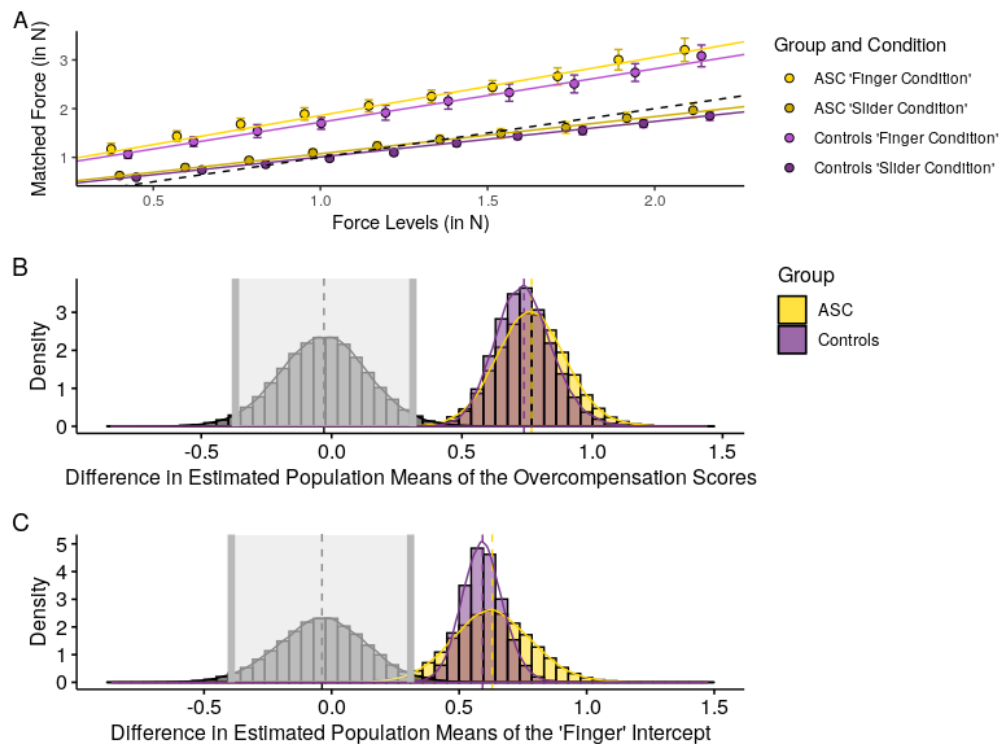 A
Matched Force (in N)
3
2
1
0.5
1.0
1.5
2.0
Force Levels (in N)
Group and Condition
ASC 'Finger Condition'
ASC 'Slider Condition'
Controls 'Finger Condition'
Controls 'Slider Condition'
B
Density
3
2
1
0
-0.5
0.0
0.5
1.0
1.5
Difference in Estimated Population Means of the Overcompensation Scores
Group
ASC
Controls
C
Density
5
4
3
2
1
0
-0.5
0.0
0.5
1.0
1.5
Difference in Estimated Population Means of the 'Finger' Intercept